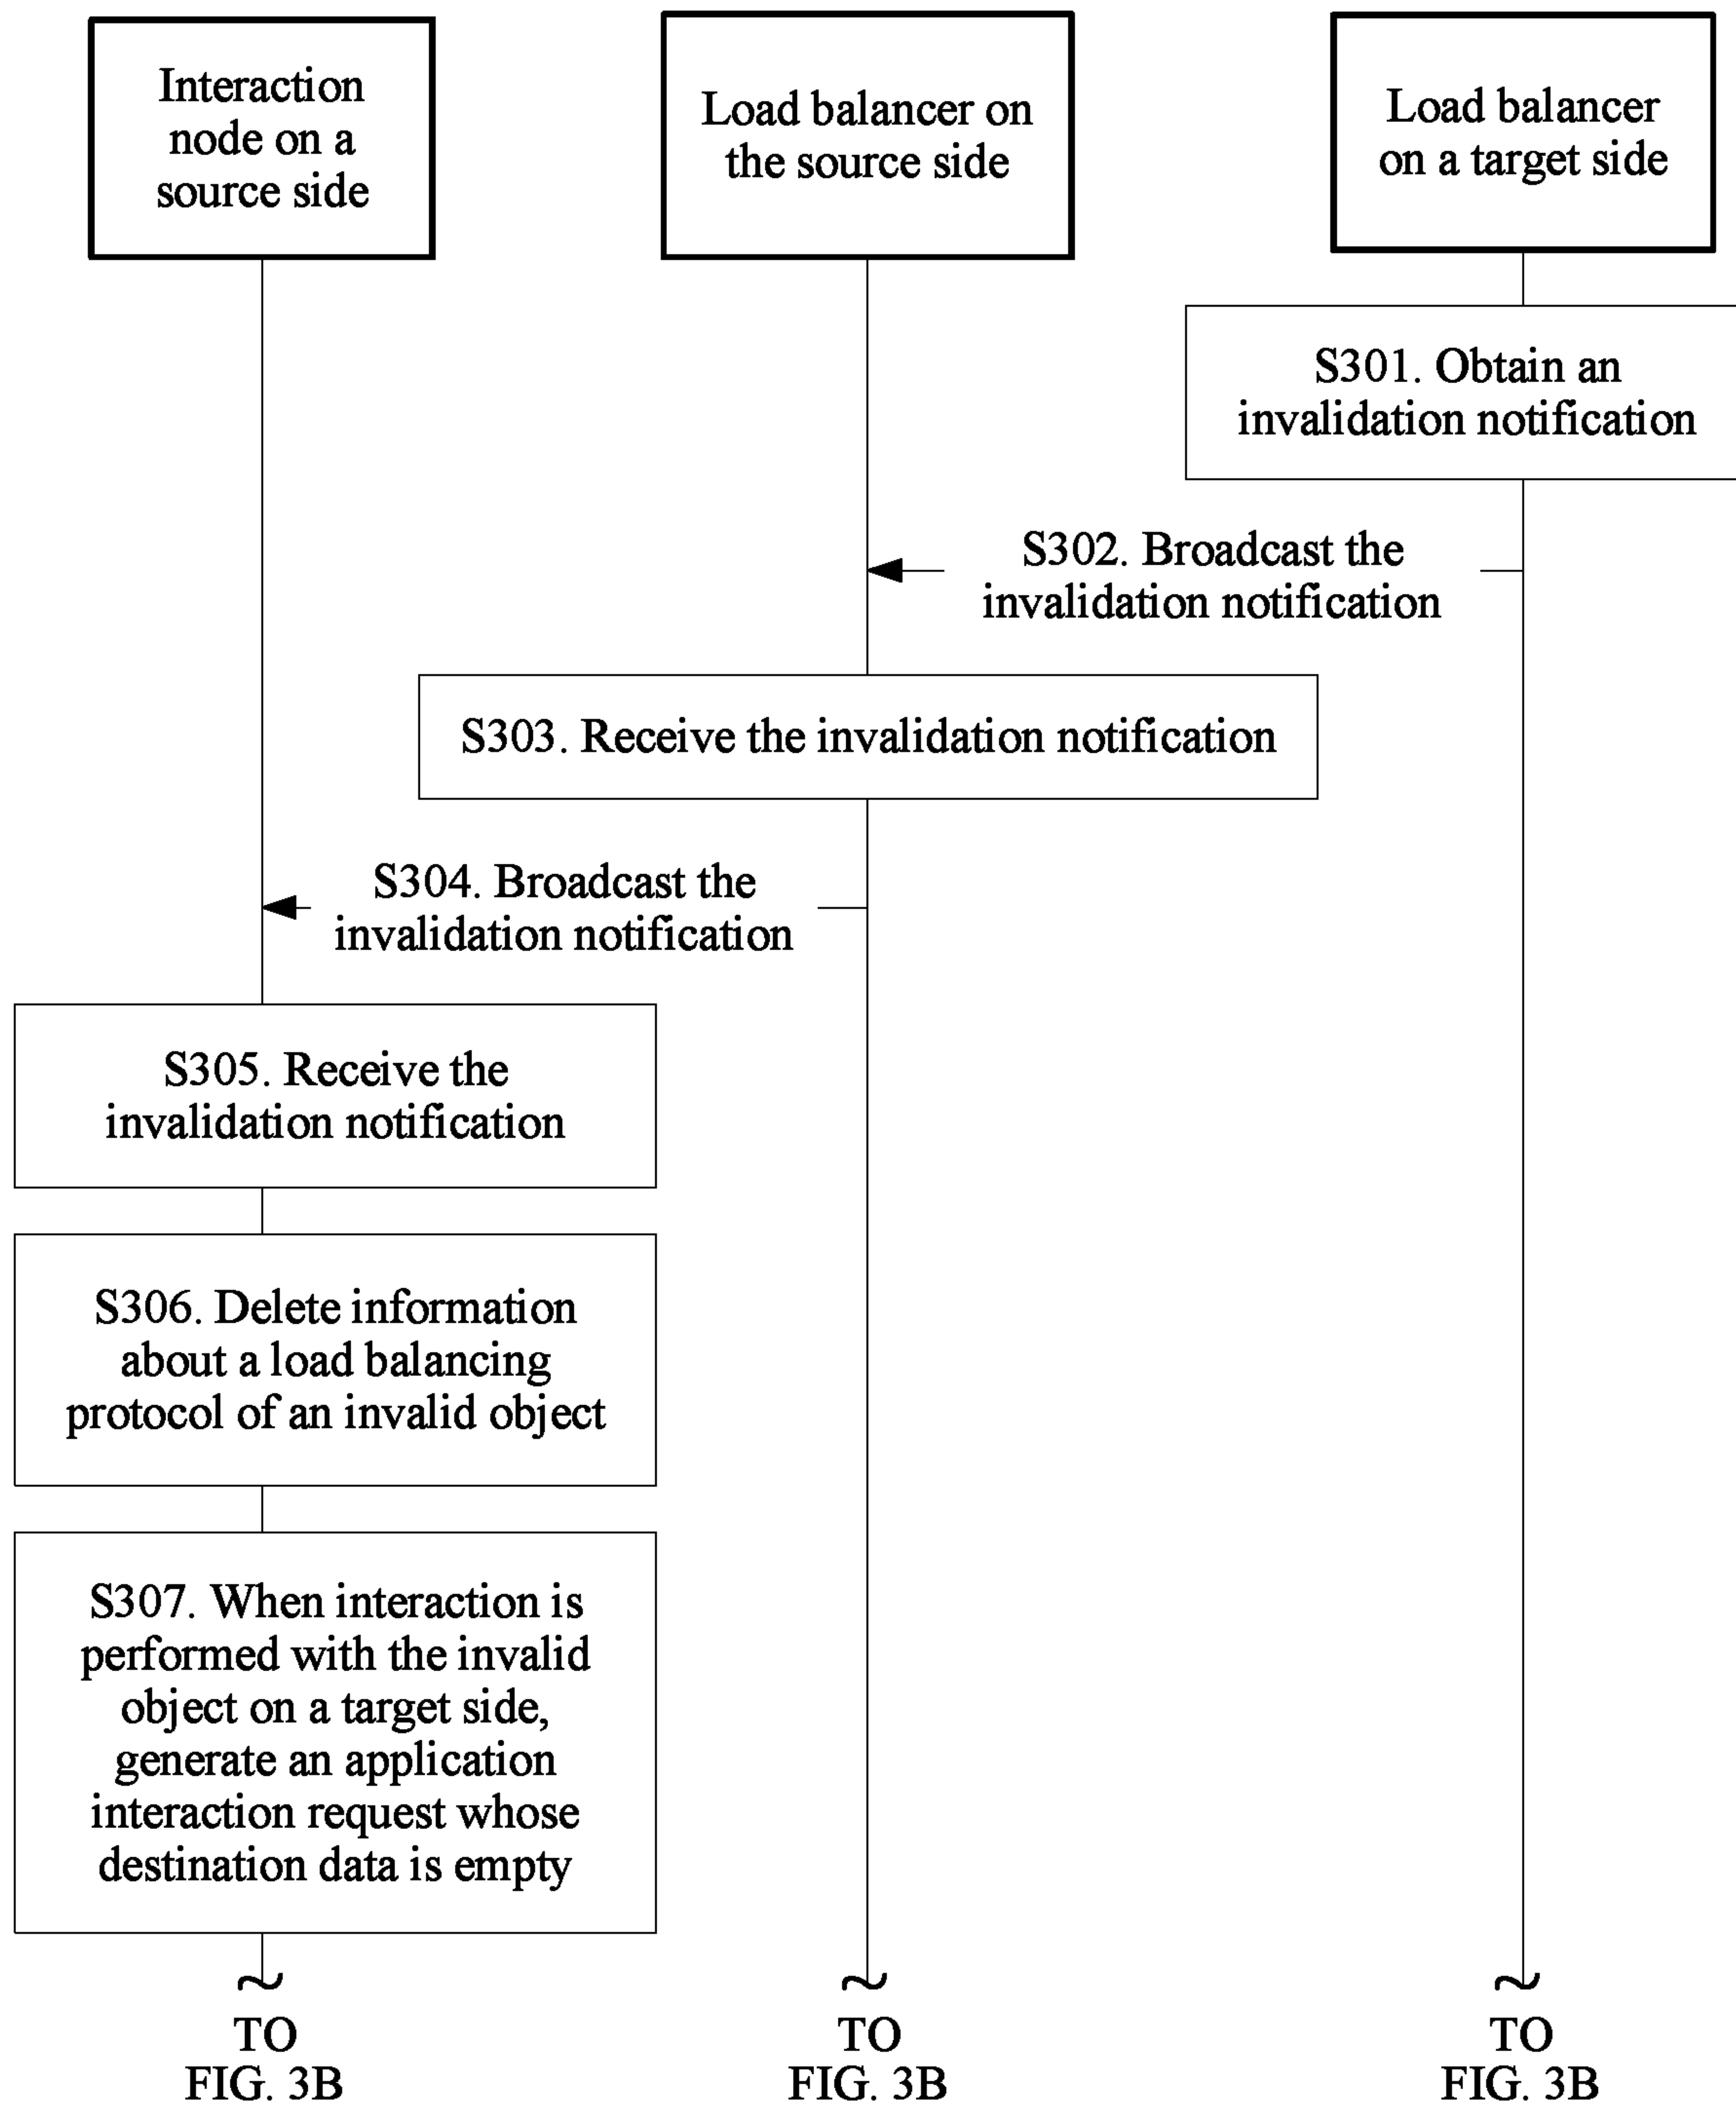 Interaction
node on a
source side
Load balancer on
the source side
Load balancer
on a target side
S301. Obtain an
invalidation notification
S302. Broadcast the
invalidation notification
S303. Receive the invalidation notification
S304. Broadcast the
invalidation notification
S305. Receive the
invalidation notification
S306. Delete information
about a load balancing
protocol of an invalid object
S307. When interaction is
performed with the invalid
object on a target side,
generate an application
interaction request whose
destination data is empty
TO
FIG. 3B
TO
FIG. 3B
TO
FIG. 3B